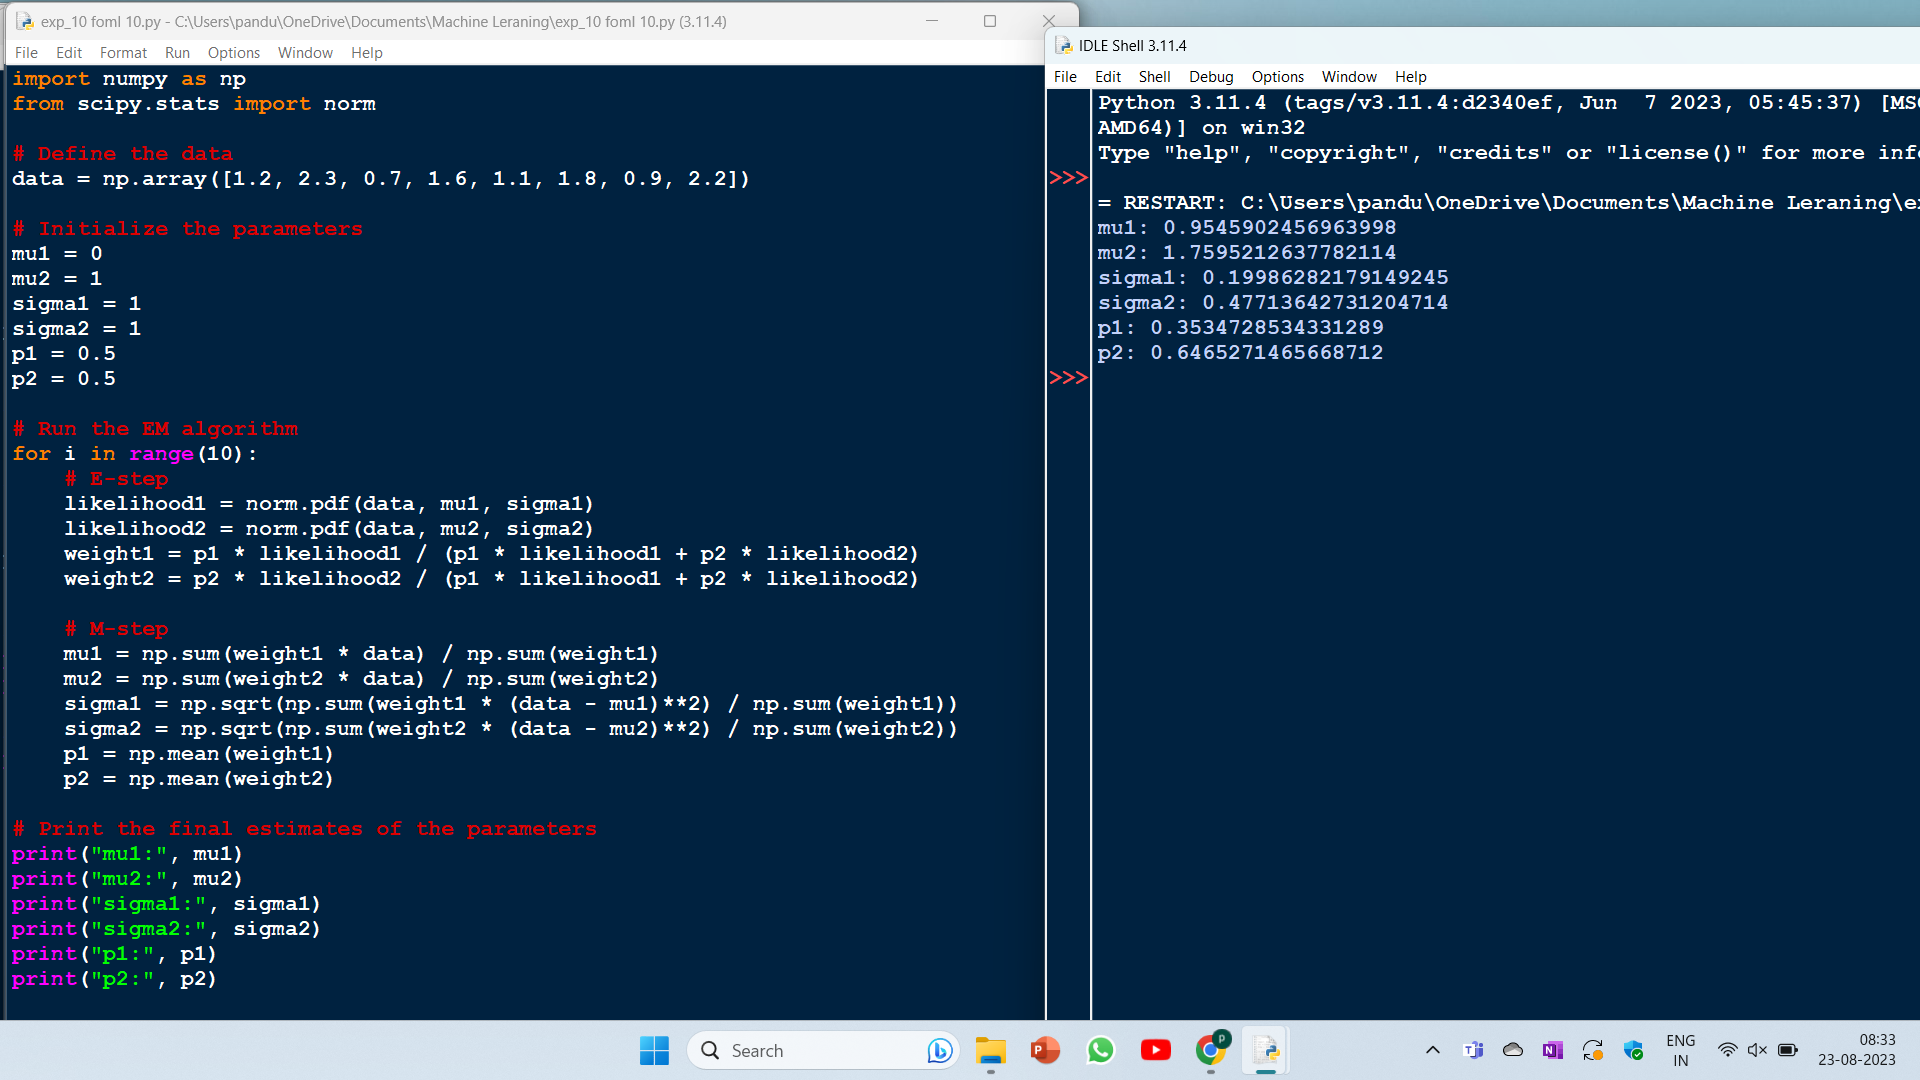 exp_10 foml 10.py - C:\Users\pandu\OneDrive\Documents\Machine Leraning\exp_10 foml 10.py (3.11.4)
File Edit Format Run Options Window Help
import numpy as np
from scipy.stats import norm
# Define the data
data = np.array([1.2, 2.3, 0.7, 1.6, 1.1, 1.8, 0.9, 2.2])
# Initialize the parameters
mu1 = 0
mu2 = 1
sigma1 = 1
sigma2 = 1
p1 = 0.5
p2 = 0.5
# Run the EM algorithm
for i in range(10):
# E-step
likelihood1 = norm.pdf(data, mu1, sigma1)
likelihood2 = norm.pdf(data, mu2, sigma2)
weight1 = p1 * likelihood1 / (p1 * likelihood1 + p2 * likelihood2)
weight2 = p2 * likelihood2 / (p1 * likelihood1 + p2 * likelihood2)
# M-step
mu1 = np.sum(weight1 * data) / np.sum(weight1)
mu2 = np.sum(weight2 * data) / np.sum(weight2)
sigma1 = np.sqrt(np.sum(weight1 * (data - mu1)**2) / np.sum(weight1))
sigma2 = np.sqrt(np.sum(weight2 * (data - mu2)**2) / np.sum(weight2))
p1 = np.mean(weight1)
p2 = np.mean(weight2)
# Print the final estimates of the parameters
print("mu1:", mu1)
print("mu2:", mu2)
print("sigma1:", sigma1)
print("sigma2:", sigma2)
print("p1:", p1)
print("p2:", p2)
IDLE Shell 3.11.4
File Edit Shell Debug Options Window Help
Python 3.11.4 (tags/v3.11.4:d2340ef, Jun  7 2023, 05:45:37) [MSC
AMD64)] on win32
Type "help", "copyright", "credits" or "license()" for more info
>>>
= RESTART: C:\Users\pandu\OneDrive\Documents\Machine Leraning\ex
mu1: 0.9545902456963998
mu2: 1.7595212637782114
sigma1: 0.19986282179149245
sigma2: 0.47713642731204714
p1: 0.3534728534331289
p2: 0.6465271465668712
>>>
Search
ENG
IN
08:33
23-08-2023